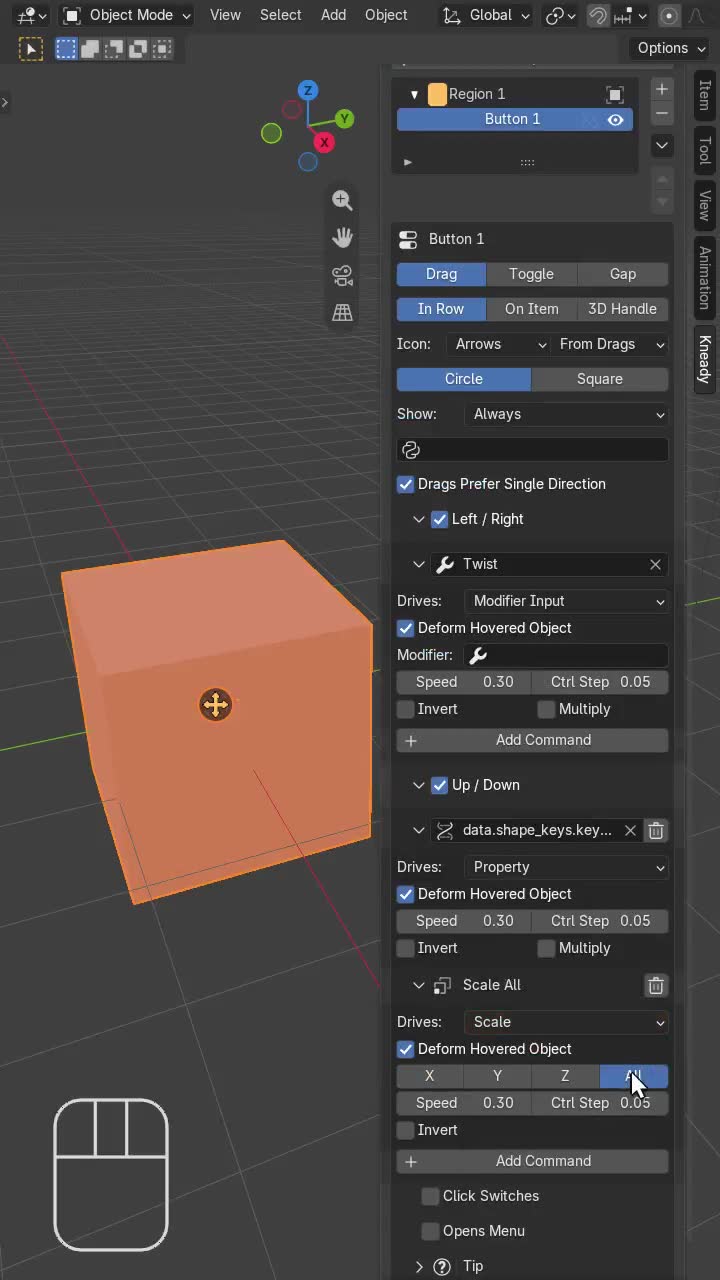 Object Mode View Select Add Object Global
Options
Z
Y
X
Region 1
Button 1
Item
Tool
View
Animation
Kneady
Button 1
Drag Toggle Gap
In Row On Item 3D Handle
Icon: Arrows From Drags
Circle Square
Show: Always
Drags Prefer Single Direction
Left / Right
Twist
Drives: Modifier Input
Deform Hovered Object
Modifier:
Speed 0.30 Ctrl Step 0.05
Invert Multiply
+ Add Command
Up / Down
data.shape_keys.key...
Drives: Property
Deform Hovered Object
Speed 0.30 Ctrl Step 0.05
Invert Multiply
Scale All
Drives: Scale
Deform Hovered Object
X Y Z All
Speed 0.30 Ctrl Step 0.05
Invert
+ Add Command
Click Switches
Opens Menu
Tip